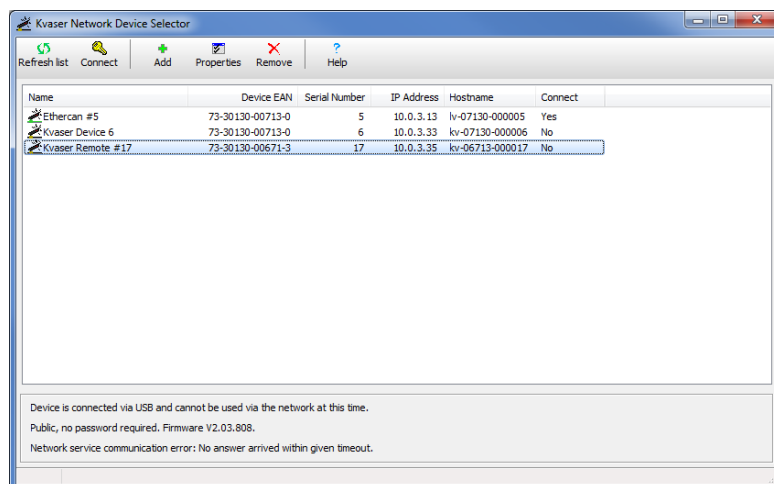 Kvaser Network Device Selector
Refresh list Connect Add Properties Remove Help
Name Device EAN Serial Number IP Address Hostname Connect
Ethercan #5 73-30130-00713-0 5 10.0.3.13 lv-07130-000005 Yes
Kvaser Device 6 73-30130-00713-0 6 10.0.3.33 kv-07130-000006 No
Kvaser Remote #17 73-30130-00671-3 17 10.0.3.35 kv-06713-000017 No
Device is connected via USB and cannot be used via the network at this time.
Public, no password required. Firmware V2.03.808.
Network service communication error: No answer arrived within given timeout.